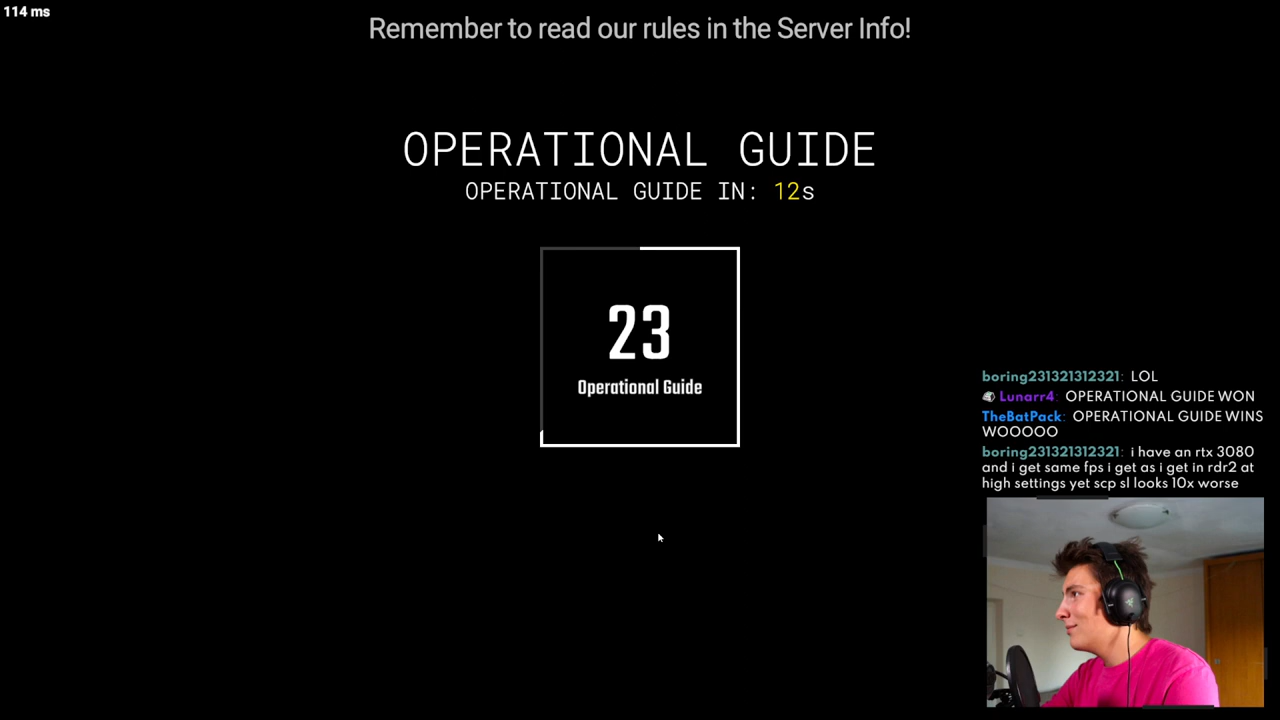 114 ms
Remember to read our rules in the Server Info!
OPERATIONAL GUIDE
OPERATIONAL GUIDE IN: 12s
23
Operational Guide
boring231321312321: LOL
Lunarr4: OPERATIONAL GUIDE WON
TheBatPack: OPERATIONAL GUIDE WINS
WOOOOO
boring231321312321: i have an rtx 3080
and i get same fps i get as i get in rdr2 at
high settings yet scp sl looks 10x worse